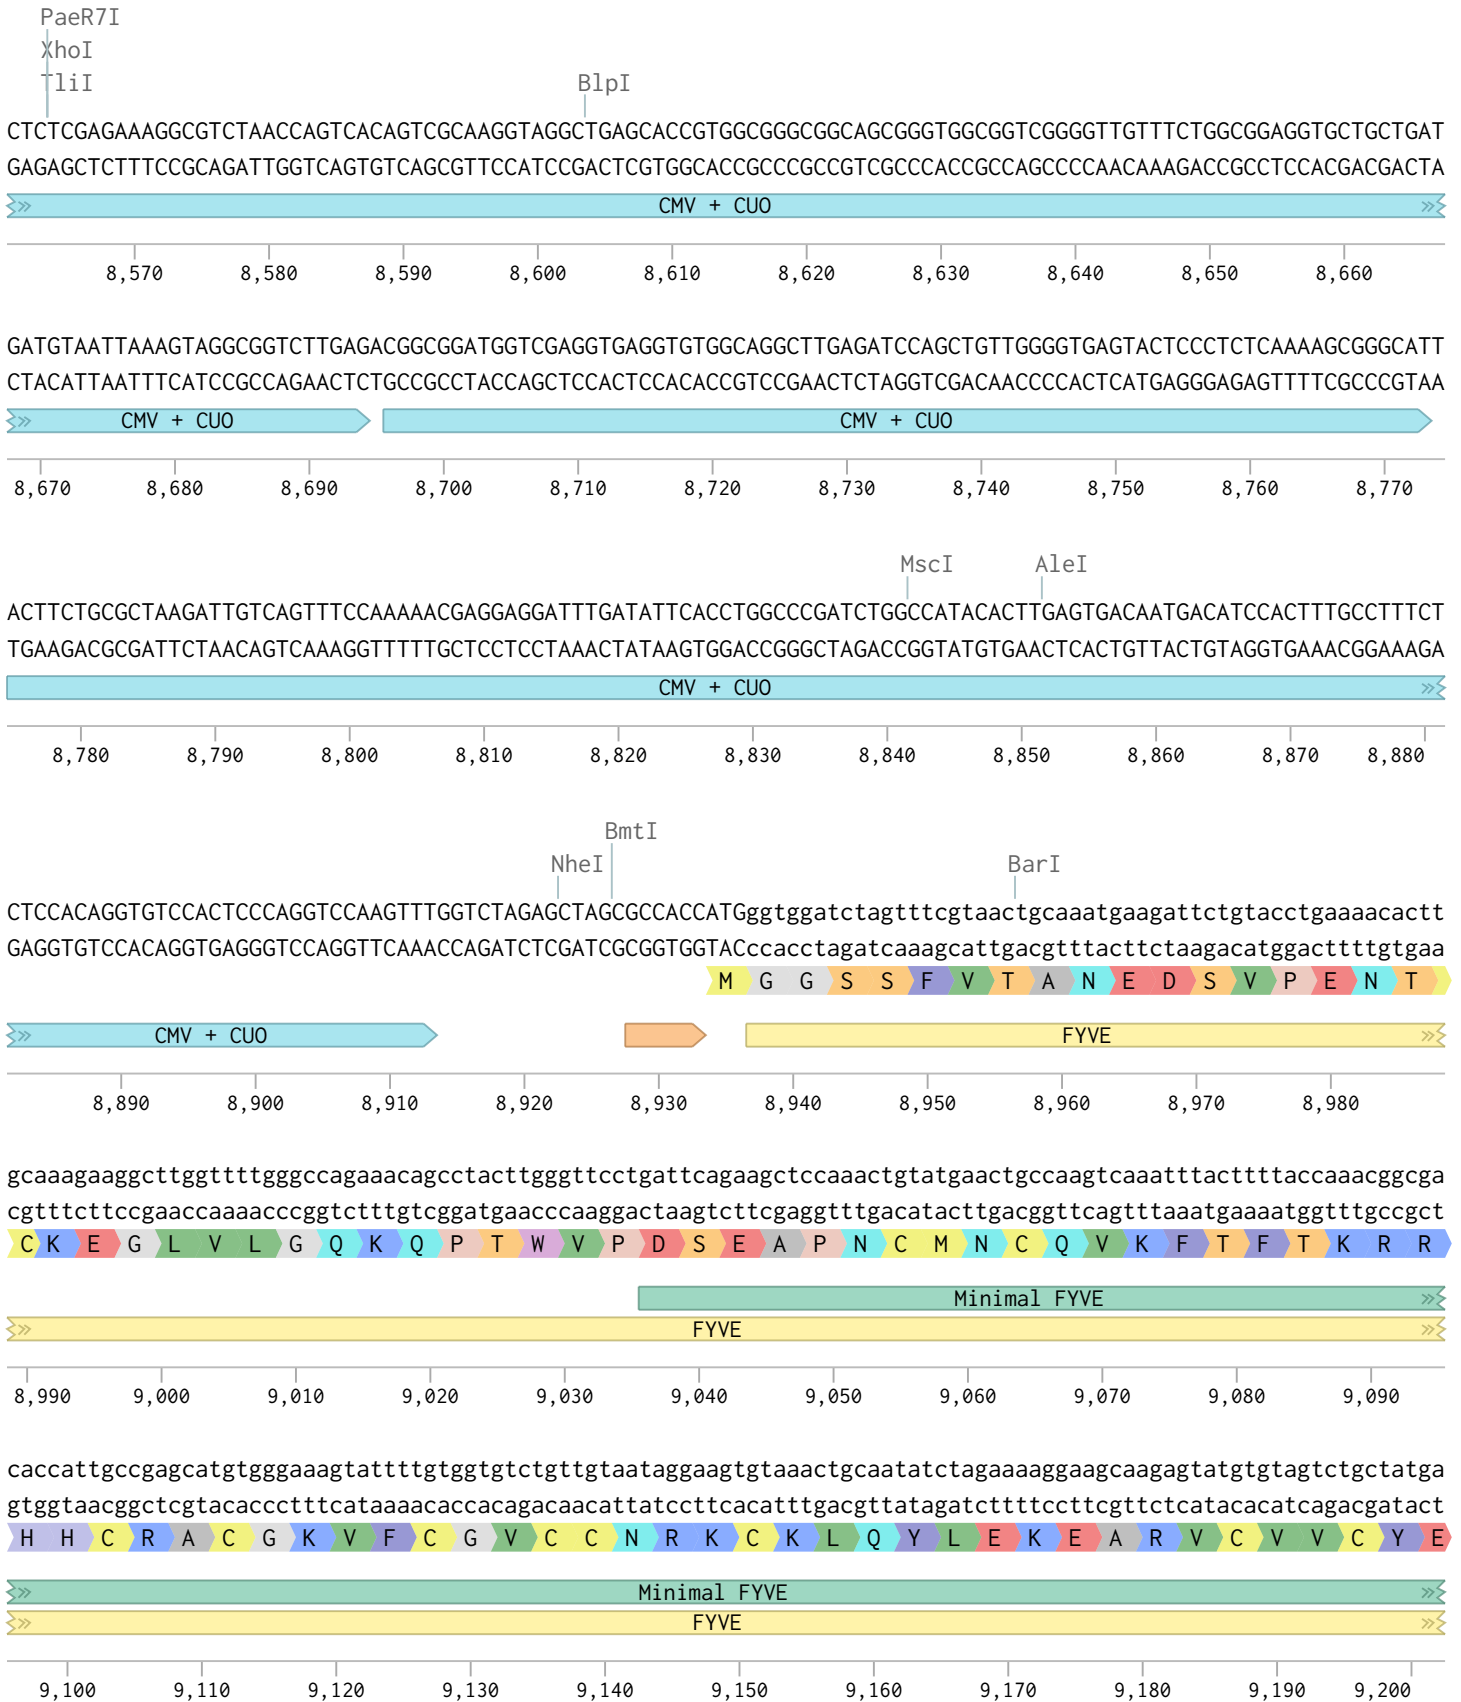 PaeR7I
XhoI
TliI BlpI
CTCTCGAGAAAGGCGTCTAACCAGTCACAGTCGCAAGGTAGGCTGAGCACCGTGGCGGGCGGCAGCGGGTGGCGGTCGGGGTTGTTTCTGGCGGAGGTGCTGCTGAT
GAGAGCTCTTTCCGCAGATTGGTCAGTGTCAGCGTTCCATCCGACTCGTGGCACCGCCCGCCGTCGCCCACCGCCAGCCCCAACAAAGACCGCCTCCACGACGACTA
CMV + CUO
8,570 8,580 8,590 8,600 8,610 8,620 8,630 8,640 8,650 8,660
GATGTAATTAAAGTAGGCGGTCTTGAGACGGCGGATGGTCGAGGTGAGGTGTGGCAGGCTTGAGATCCAGCTGTTGGGGTGAGTACTCCCTCTCAAAAGCGGGCATT
CTACATTAATTTCATCCGCCAGAACTCTGCCGCCTACCAGCTCCACTCCACACCGTCCGAACTCTAGGTCGACAACCCCACTCATGAGGGAGAGTTTTCGCCCGTAA
CMV + CUO CMV + CUO
8,670 8,680 8,690 8,700 8,710 8,720 8,730 8,740 8,750 8,760 8,770
MscI AleI
ACTTCTGCGCTAAGATTGTCAGTTTCCAAAAACGAGGAGGATTTGATATTCACCTGGCCCGATCTGGCCATACACTTGAGTGACAATGACATCCACTTTGCCTTTCT
TGAAGACGCGATTCTAACAGTCAAAGGTTTTTGCTCCTCCTAAACTATAAGTGGACCGGGCTAGACCGGTATGTGAACTCACTGTTACTGTAGGTGAAACGGAAAGA
CMV + CUO
8,780 8,790 8,800 8,810 8,820 8,830 8,840 8,850 8,860 8,870 8,880
BmtI
NheI BarI
CTCCACAGGTGTCCACTCCCAGGTCCAAGTTTGGTCTAGAGCTAGCGCCACCATGggtggatctagtttcgtaactgcaaatgaagattctgtacctgaaaacactt
GAGGTGTCCACAGGTGAGGGTCCAGGTTCAAACCAGATCTCGATCGCGGTGGTACccacctagatcaaagcattgacgtttacttctaagacatggacttttgtgaa
M G G S S F V T A N E D S V P E N T
CMV + CUO FYVE
8,890 8,900 8,910 8,920 8,930 8,940 8,950 8,960 8,970 8,980
gcaaagaaggcttggttttgggccagaaacagcctacttgggttcctgattcagaagctccaaactgtatgaactgccaagtcaaatttacttttaccaaacggcga
cgtttcttccgaaccaaaacccggtctttgtcggatgaacccaaggactaagtcttcgaggtttgacatacttgacggttcagtttaaatgaaaatggtttgccgct
C K E G L V L G Q K Q P T W V P D S E A P N C M N C Q V K F T F T K R R
Minimal FYVE
FYVE
8,990 9,000 9,010 9,020 9,030 9,040 9,050 9,060 9,070 9,080 9,090
caccattgccgagcatgtgggaaagtattttgtggtgtctgttgtaataggaagtgtaaactgcaatatctagaaaaggaagcaagagtatgtgtagtctgctatga
gtggtaacggctcgtacaccctttcataaaacaccacagacaacattatccttcacatttgacgttatagatcttttccttcgttctcatacacatcagacgatact
H H C R A C G K V F C G V C C N R K C K L Q Y L E K E A R V C V V C Y E
Minimal FYVE
FYVE
9,100 9,110 9,120 9,130 9,140 9,150 9,160 9,170 9,180 9,190 9,200